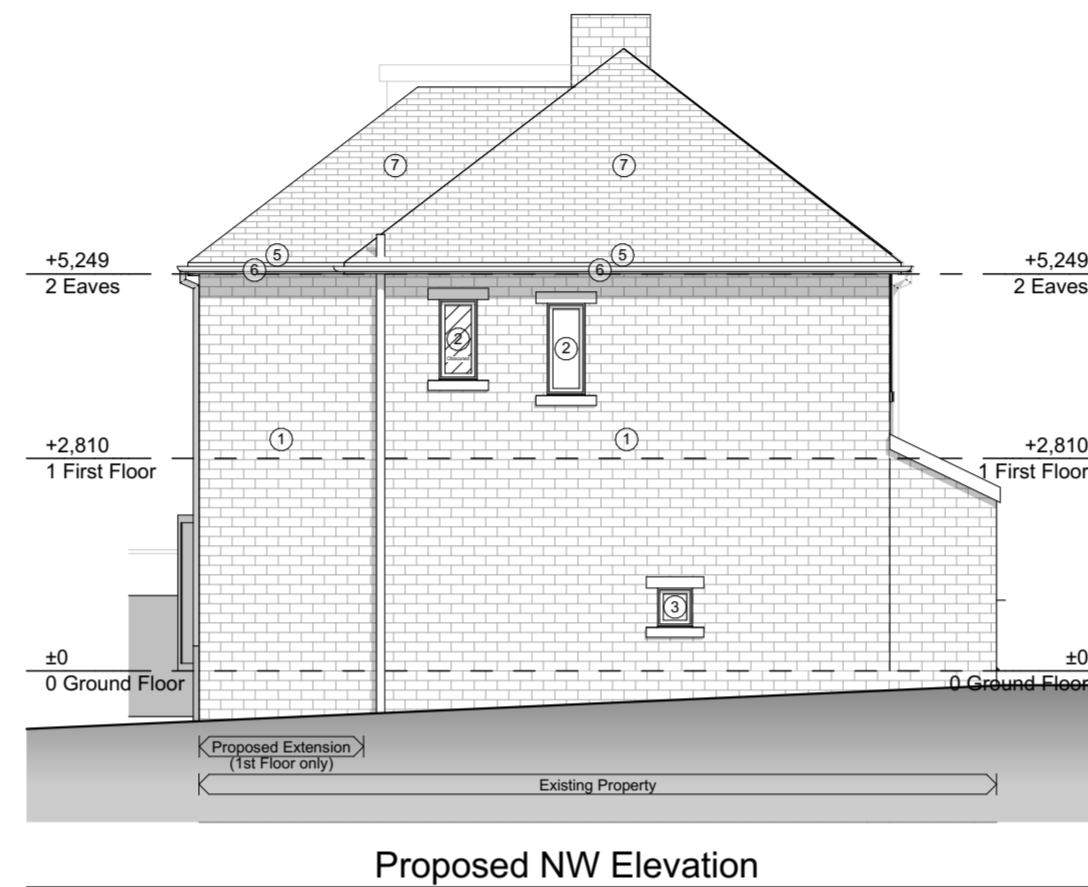 7
7
5
5
6
6
+5,249
2 Eaves
+5,249
2 Eaves
2
Obscured
2
1
1
+2,810
1 First Floor
+2,810
1 First Floor
3
±0
0 Ground Floor
±0
0 Ground Floor
Proposed Extension
(1st Floor only)
Existing Property
Proposed NW Elevation